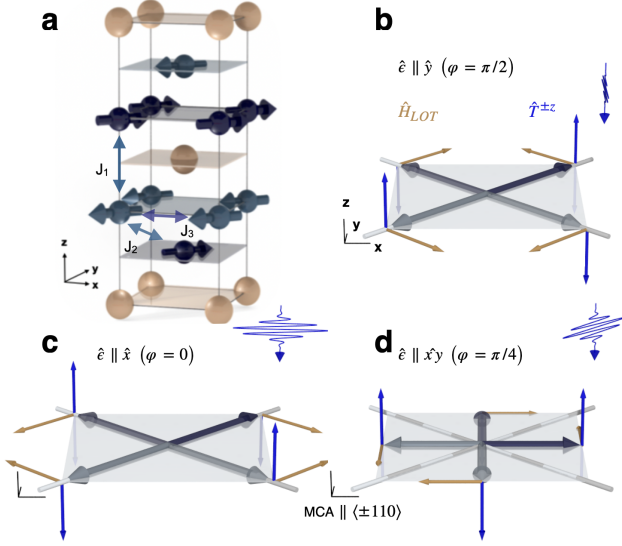 a
J₁
J₂
J₃
z
y
x
b
ε̂ ∥ ŷ (φ = π/2)
Ĥ_LOT
T̂^{±z}
z
y
x
c
ε̂ ∥ x̂ (φ = 0)
d
ε̂ ∥ x̂y (φ = π/4)
MCA ∥ ⟨±110⟩